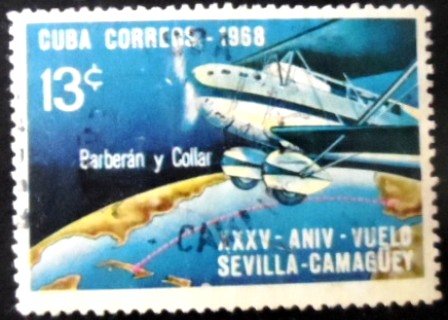 CUBA CORREOS - 1968
13¢
Barberán y Collar
XXXV - ANIV - VUELO
SEVILLA-CAMAGÜEY